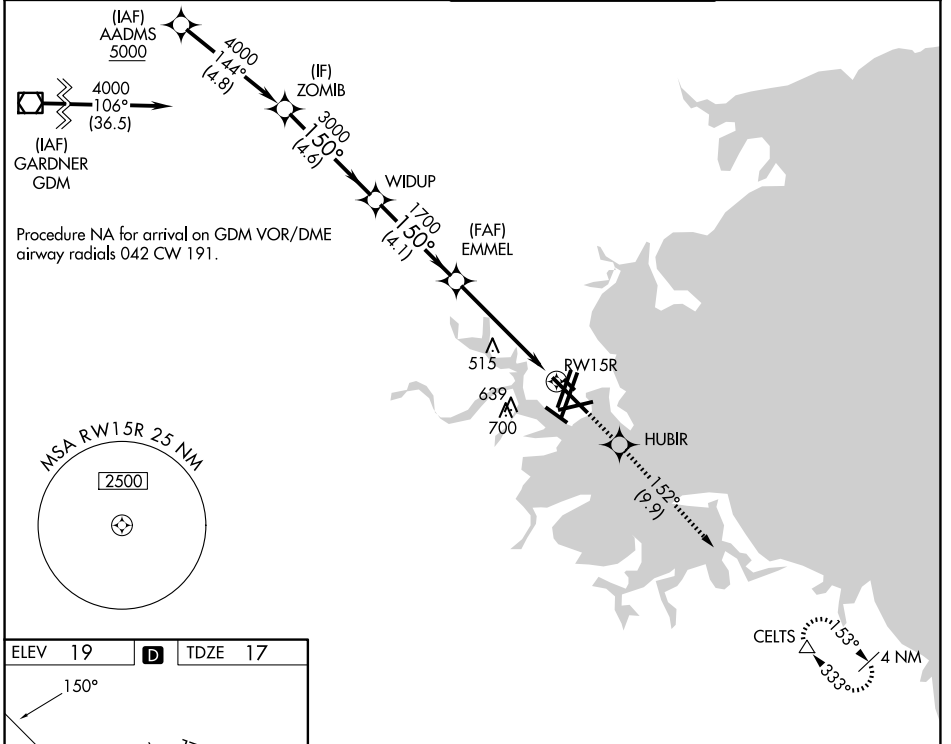 (IAF)
AADMS
5000
4000
144°
(4.8)
(IF)
ZOMIB
4000
106°
(36.5)
(IAF)
GARDNER
GDM
3000
150°
(4.6)
WIDUP
1700
150°
(4.1)
(FAF)
EMMEL
Procedure NA for arrival on GDM VOR/DME
airway radials 042 CW 191.
515
RW15R
639
700
HUBIR
152°
(9.9)
MSA RW15R 25 NM
2500
CELTS
153°
4 NM
333°
ELEV 19
D
TDZE 17
150°